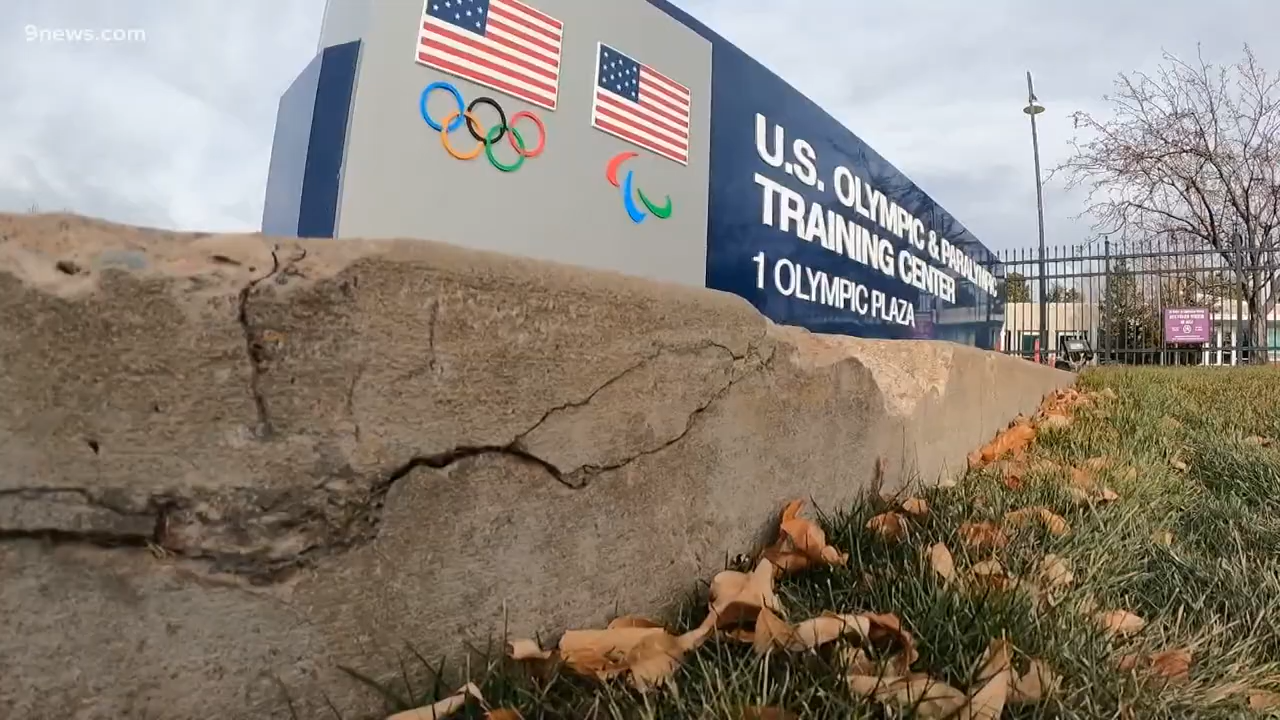 9news.com
U.S. OLYMPIC & PARALYMPIC
TRAINING CENTER
1 OLYMPIC PLAZA